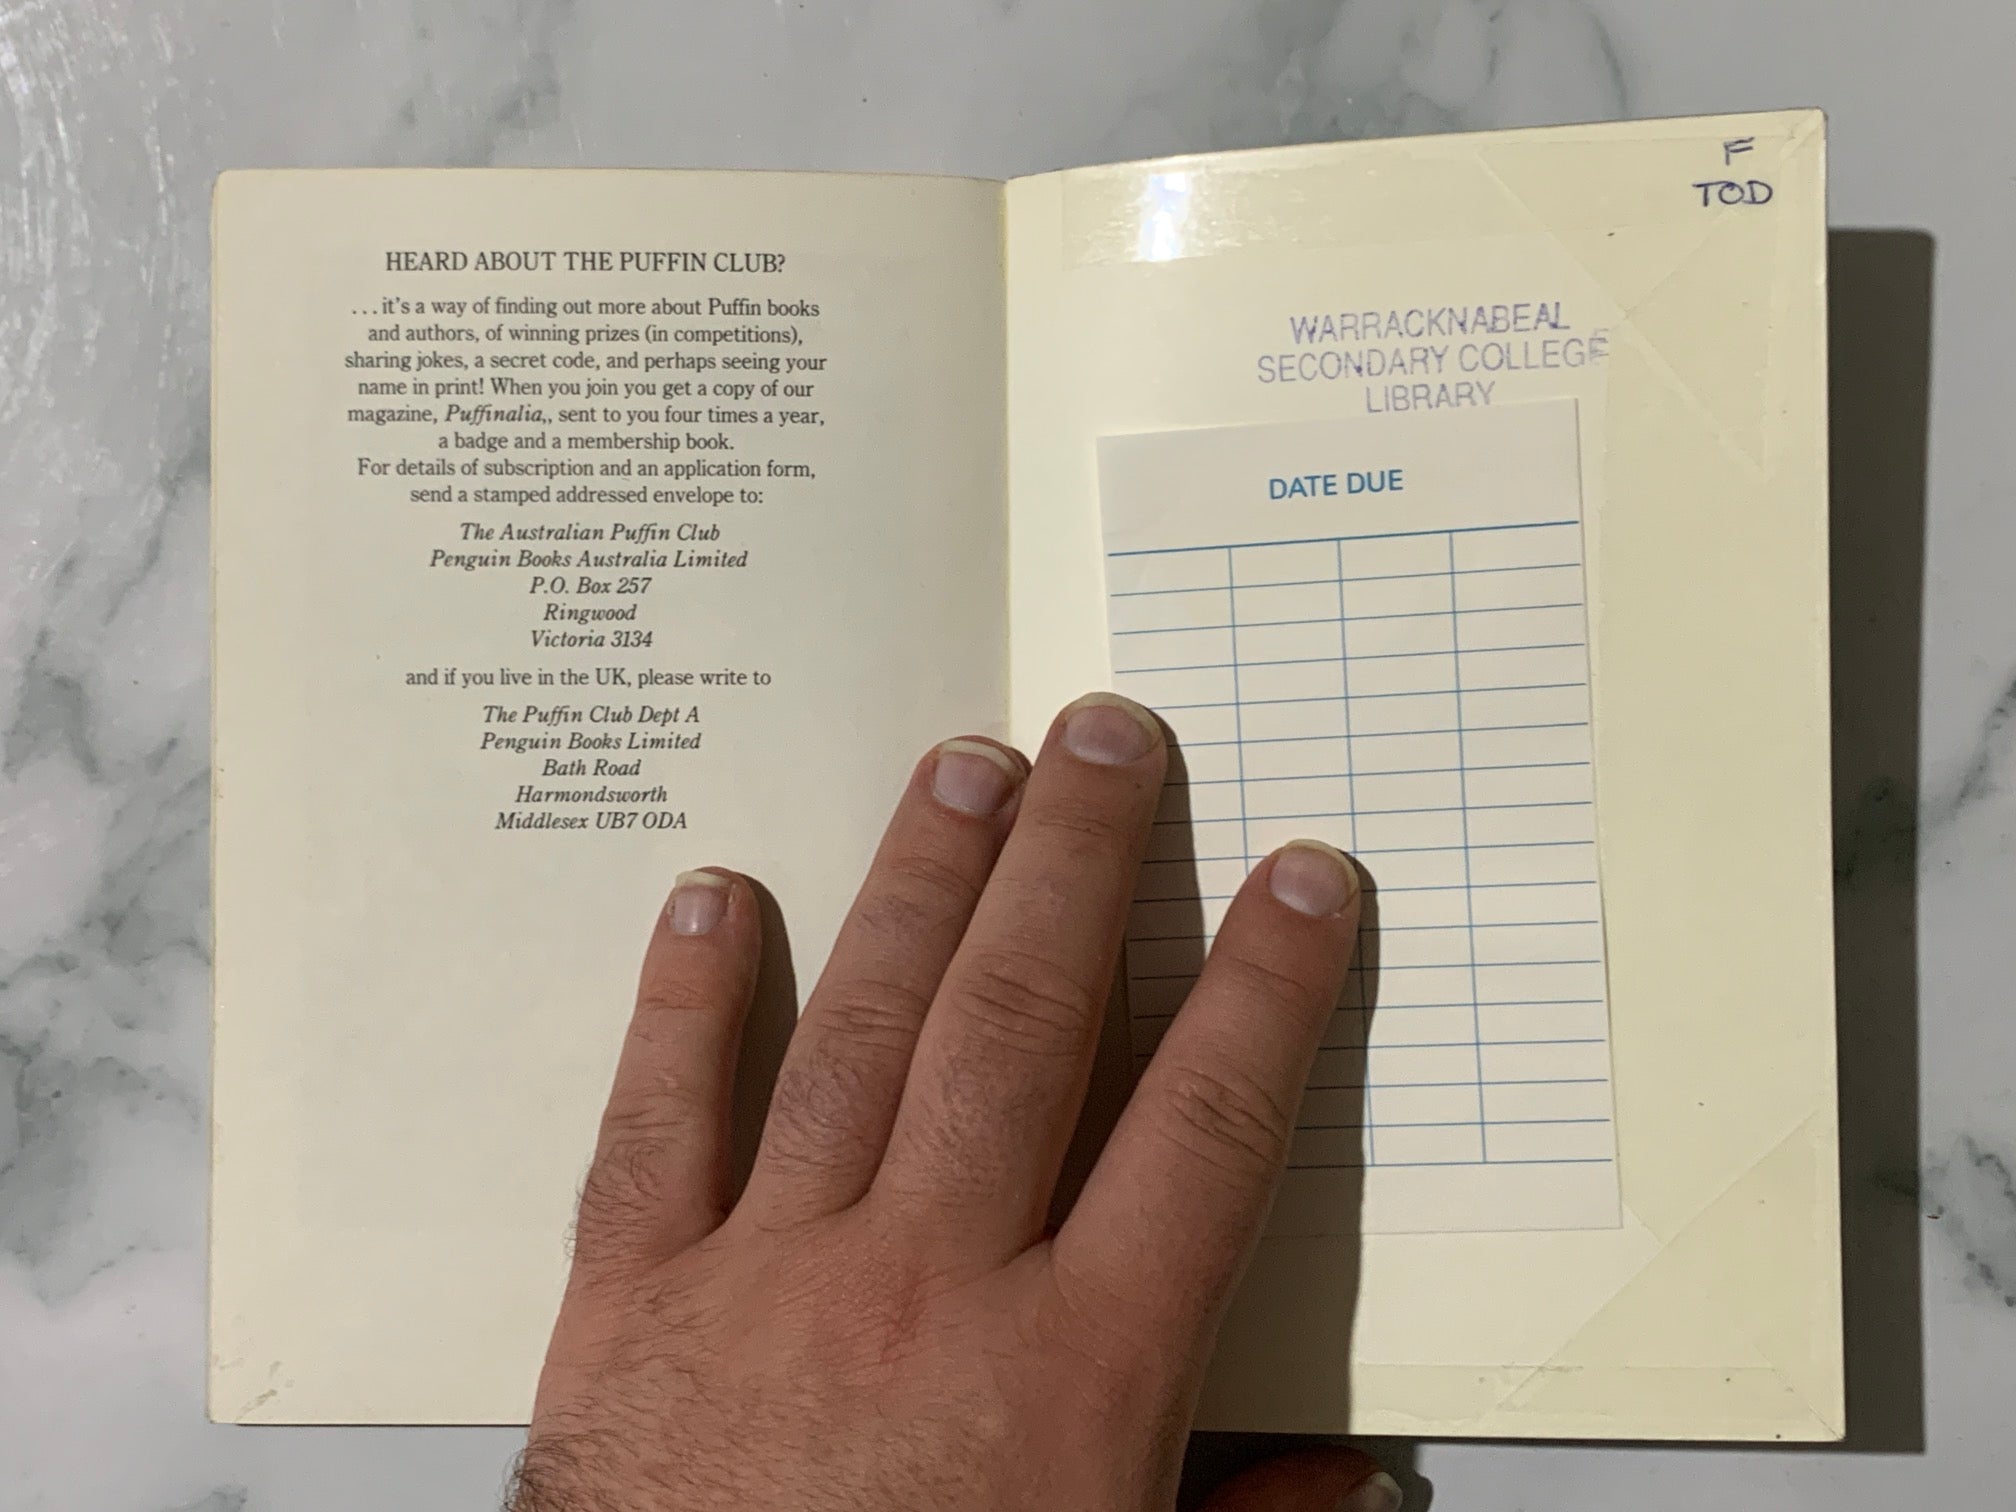 HEARD ABOUT THE PUFFIN CLUB?
...it's a way of finding out more about Puffin books
and authors, of winning prizes (in competitions),
sharing jokes, a secret code, and perhaps seeing your
name in print! When you join you get a copy of our
magazine, Puffinalia,, sent to you four times a year,
a badge and a membership book.
For details of subscription and an application form,
send a stamped addressed envelope to:
The Australian Puffin Club
Penguin Books Australia Limited
P.O. Box 257
Ringwood
Victoria 3134
and if you live in the UK, please write to
The Puffin Club Dept A
Penguin Books Limited
Bath Road
Harmondsworth
Middlesex UB7 ODA
F
TOD
WARRACKNABEAL
SECONDARY COLLEGE
LIBRARY
DATE DUE